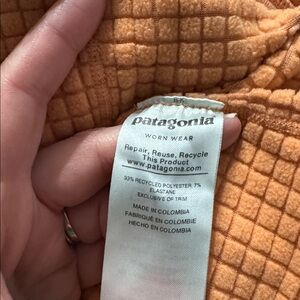 patagonia
WORN WEAR
Repair, Reuse, Recycle
This Product
www.patagonia.com
93% RECYCLED POLYESTER, 7%
ELASTANE
EXCLUSIVE OF TRIM
MADE IN COLOMBIA
FABRIQUÉ EN COLOMBIE
HECHO EN COLOMBIA